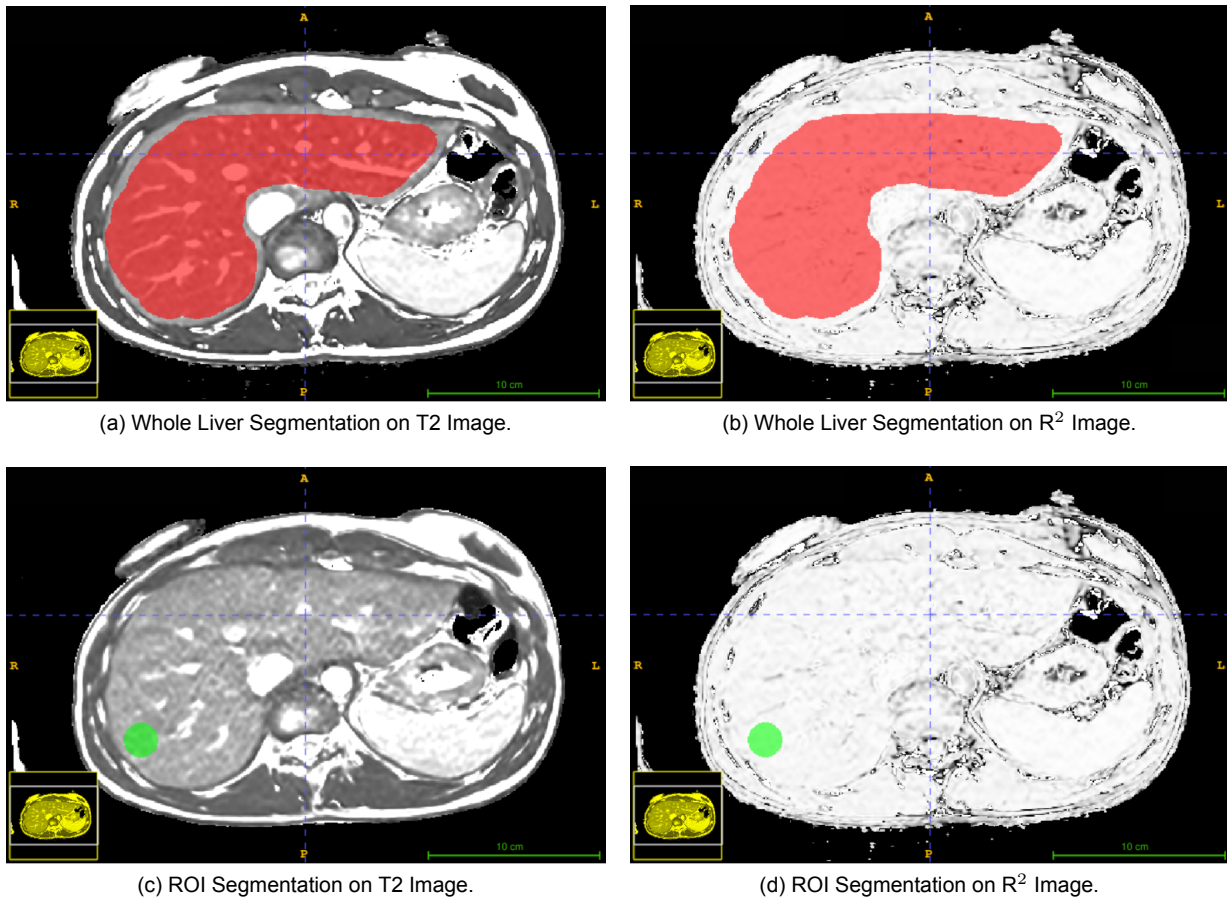 A
A
R
L
R
L
10 cm
10 cm
P
P
(a) Whole Liver Segmentation on T2 Image.
(b) Whole Liver Segmentation on R² Image.
A
A
R
L
R
L
10 cm
10 cm
P
P
(c) ROI Segmentation on T2 Image.
(d) ROI Segmentation on R² Image.